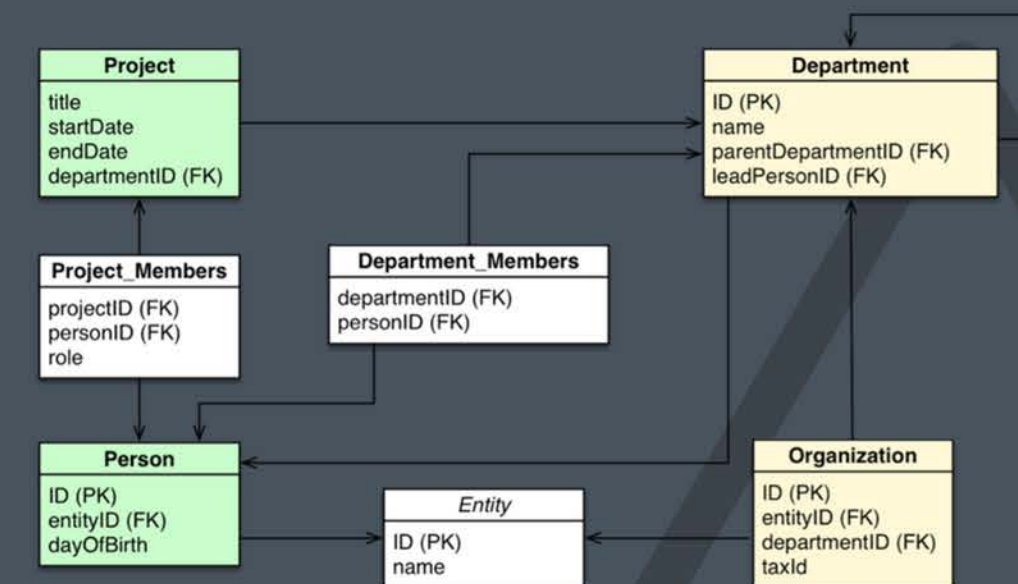 Project
title
startDate
endDate
departmentID (FK)
Department
ID (PK)
name
parentDepartmentID (FK)
leadPersonID (FK)
Project_Members
projectID (FK)
personID (FK)
role
Department_Members
departmentID (FK)
personID (FK)
Person
ID (PK)
entityID (FK)
dayOfBirth
Entity
ID (PK)
name
Organization
ID (PK)
entityID (FK)
departmentID (FK)
taxId